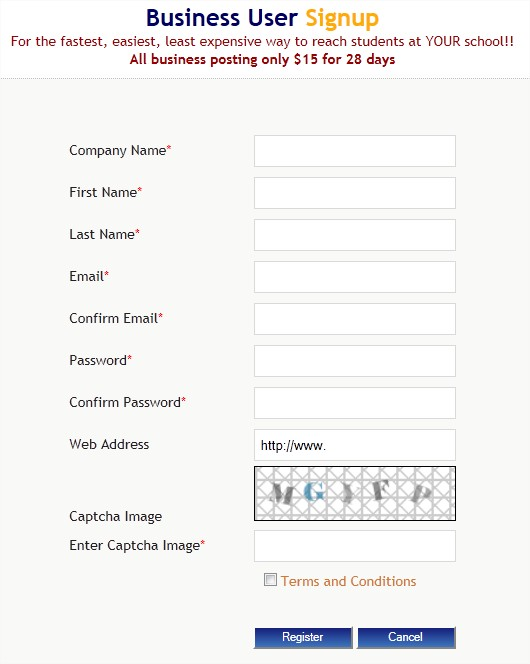 Business User Signup
For the fastest, easiest, least expensive way to reach students at YOUR school!!
All business posting only $15 for 28 days
Company Name*
First Name*
Last Name*
Email*
Confirm Email*
Password*
Confirm Password*
Web Address http://www.
Captcha Image
Enter Captcha Image*
Terms and Conditions
Register Cancel